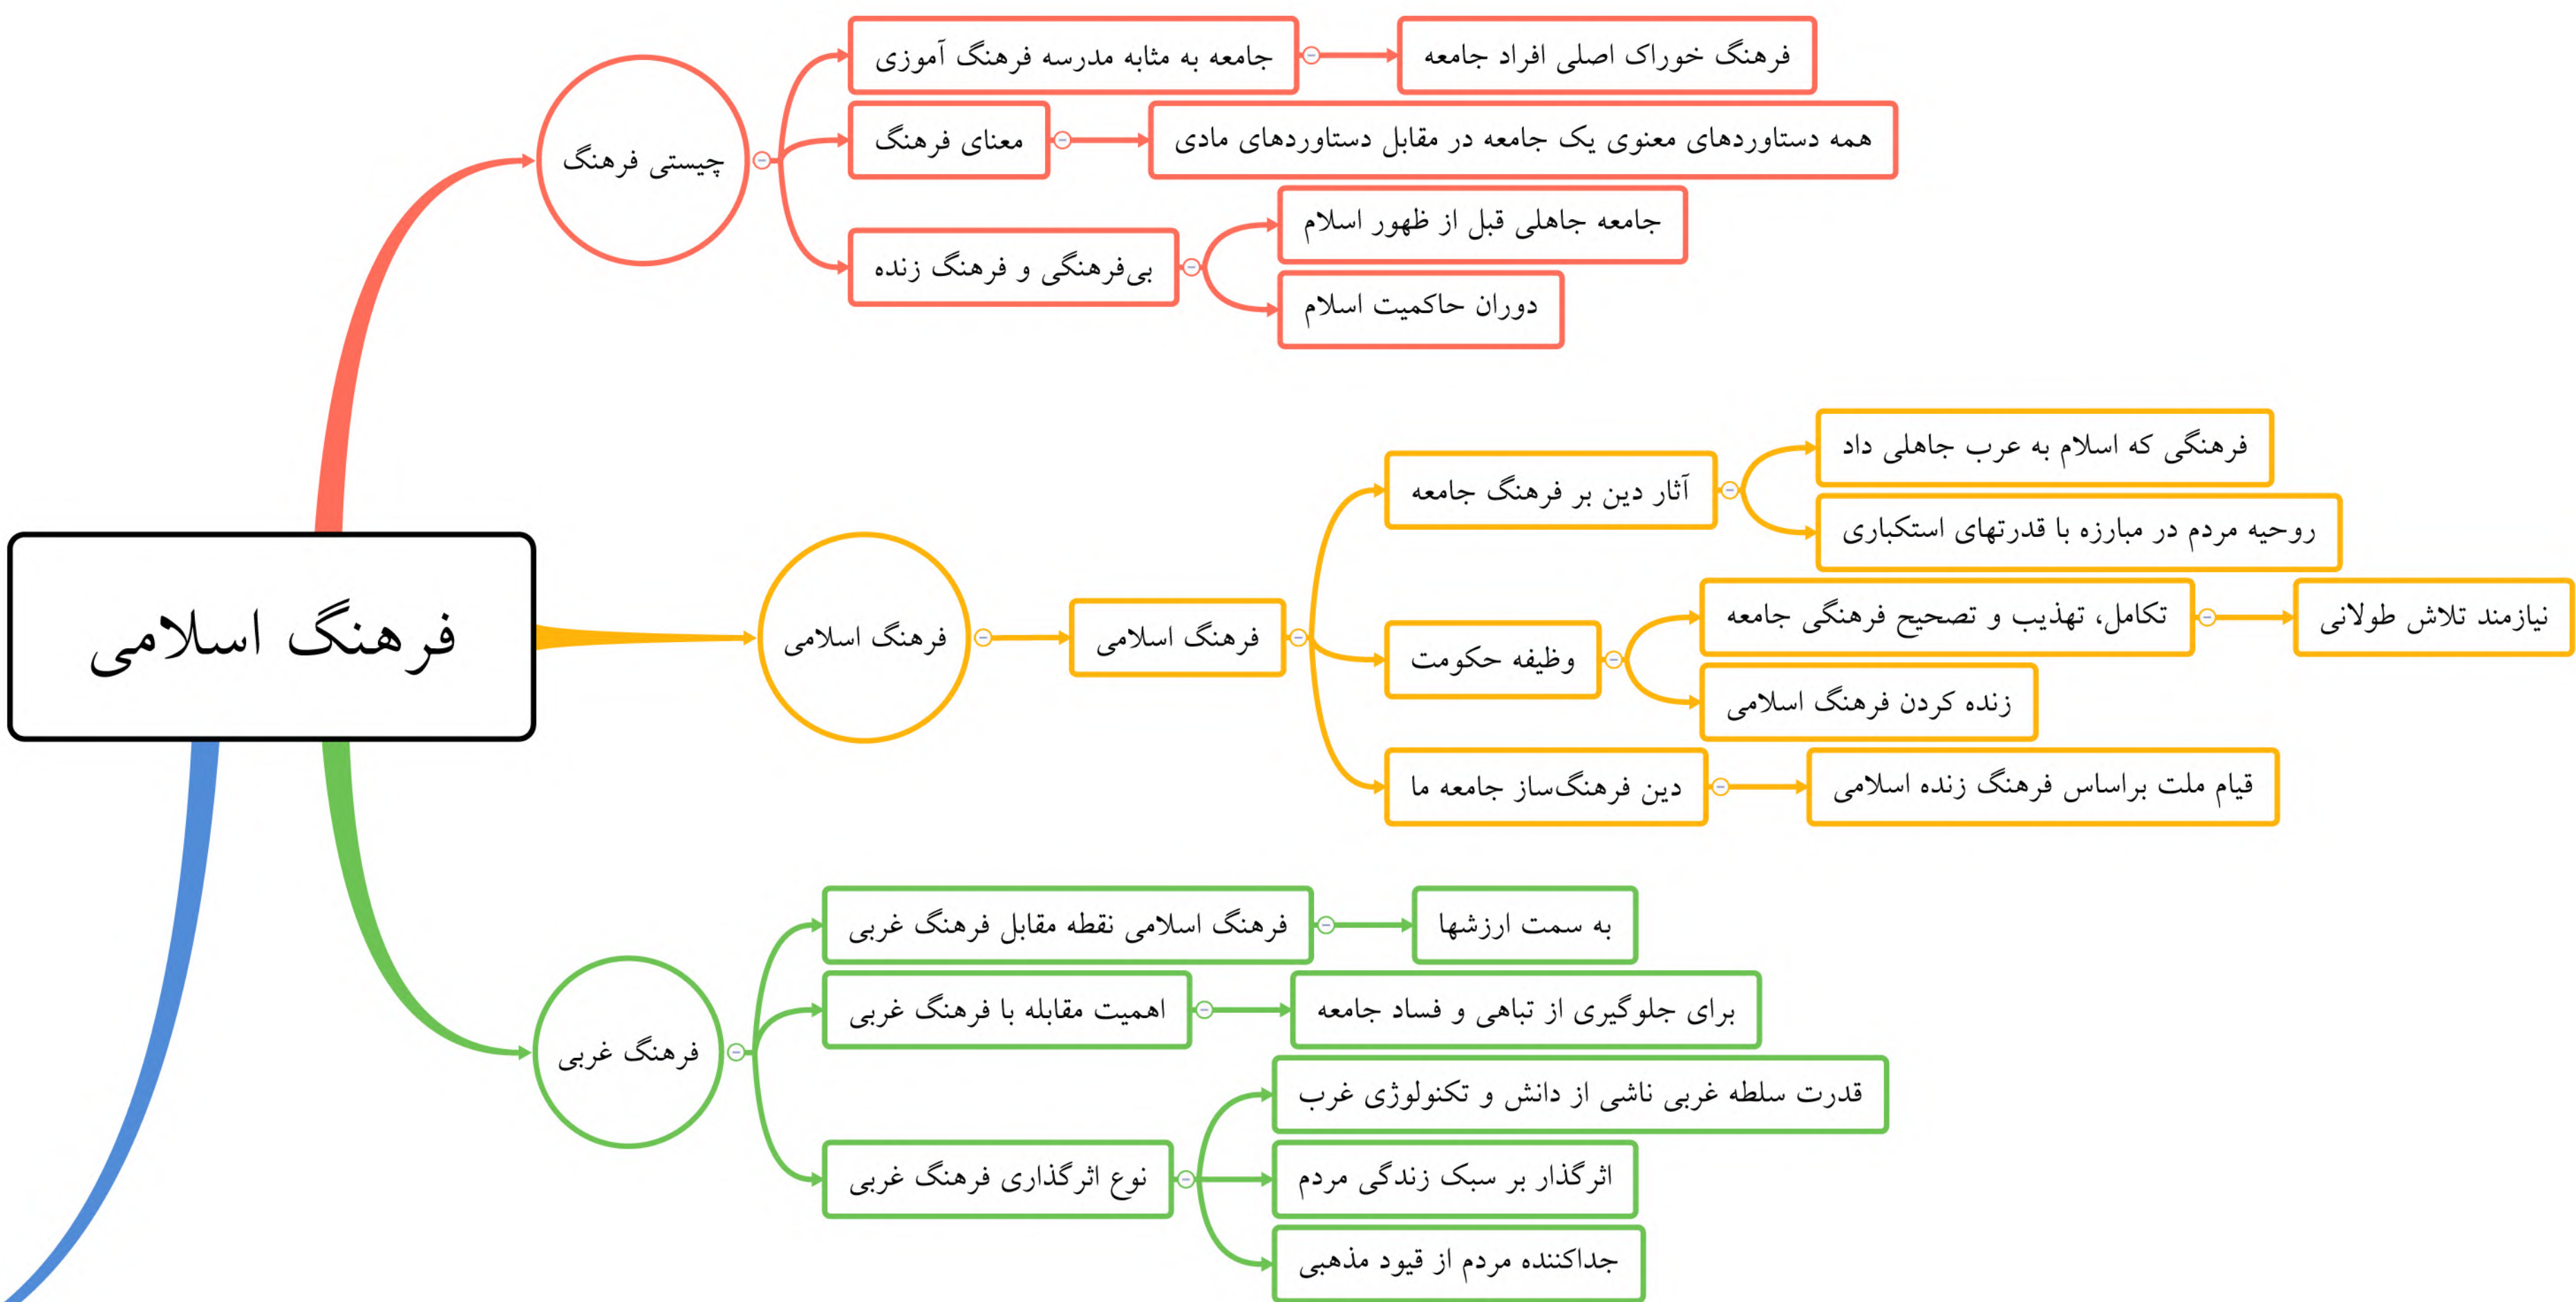 فرهنگ اسلامی
چیستی فرهنگ
جامعه به مثابه مدرسه فرهنگ آموزی
فرهنگ خوراک اصلی افراد جامعه
معنای فرهنگ
همه دستاوردهای معنوی یک جامعه در مقابل دستاوردهای مادی
بی‌فرهنگی و فرهنگ زنده
جامعه جاهلی قبل از ظهور اسلام
دوران حاکمیت اسلام
فرهنگ اسلامی
فرهنگ اسلامی
آثار دین بر فرهنگ جامعه
فرهنگی که اسلام به عرب جاهلی داد
روحیه مردم در مبارزه با قدرتهای استکباری
وظیفه حکومت
تکامل، تهذیب و تصحیح فرهنگی جامعه
نیازمند تلاش طولانی
زنده کردن فرهنگ اسلامی
دین فرهنگ‌ساز جامعه ما
قیام ملت براساس فرهنگ زنده اسلامی
فرهنگ غربی
فرهنگ اسلامی نقطه مقابل فرهنگ غربی
به سمت ارزشها
اهمیت مقابله با فرهنگ غربی
برای جلوگیری از تباهی و فساد جامعه
نوع اثرگذاری فرهنگ غربی
قدرت سلطه غربی ناشی از دانش و تکنولوژی غرب
اثرگذار بر سبک زندگی مردم
جداکننده مردم از قیود مذهبی